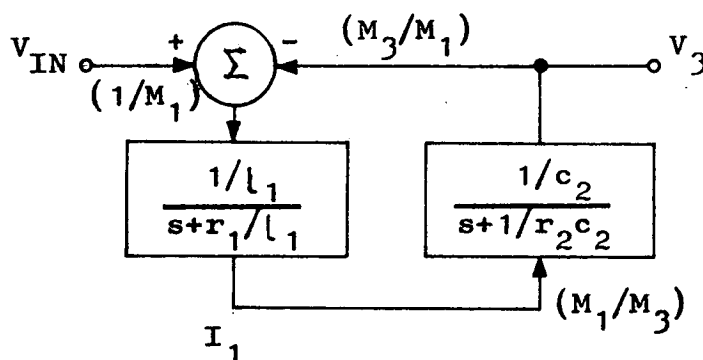 V_IN
+
Σ
-
(M_3/M_1)
V_3
(1/M_1)
1/l_1
s+r_1/l_1
1/c_2
s+1/r_2c_2
(M_1/M_3)
I_1